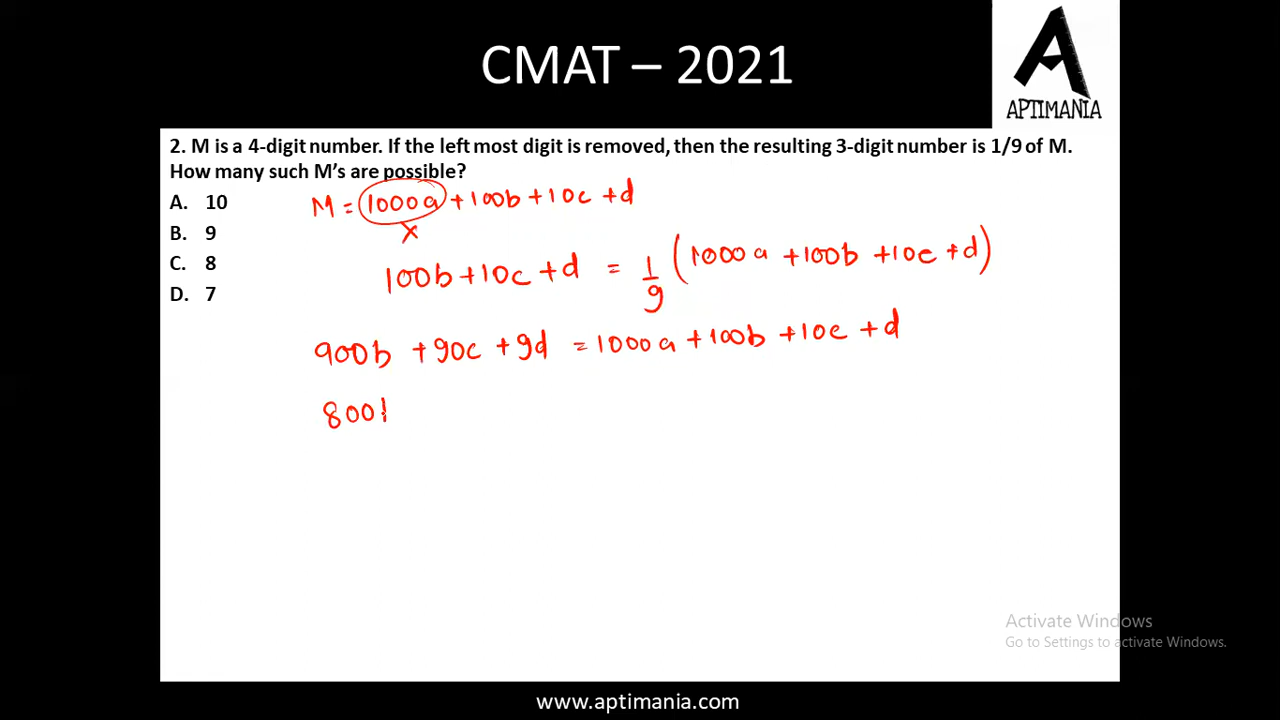 CMAT – 2021
A
APTIMANIA
2. M is a 4-digit number. If the left most digit is removed, then the resulting 3-digit number is 1/9 of M.
How many such M's are possible?
A. 10
B. 9
C. 8
D. 7
M = 1000a + 100b + 10c + d
x
100b + 10c + d = 1/9 (1000a + 100b + 10c + d)
900b + 90c + 9d = 1000a + 100b + 10c + d
800
Activate Windows
Go to Settings to activate Windows.
www.aptimania.com